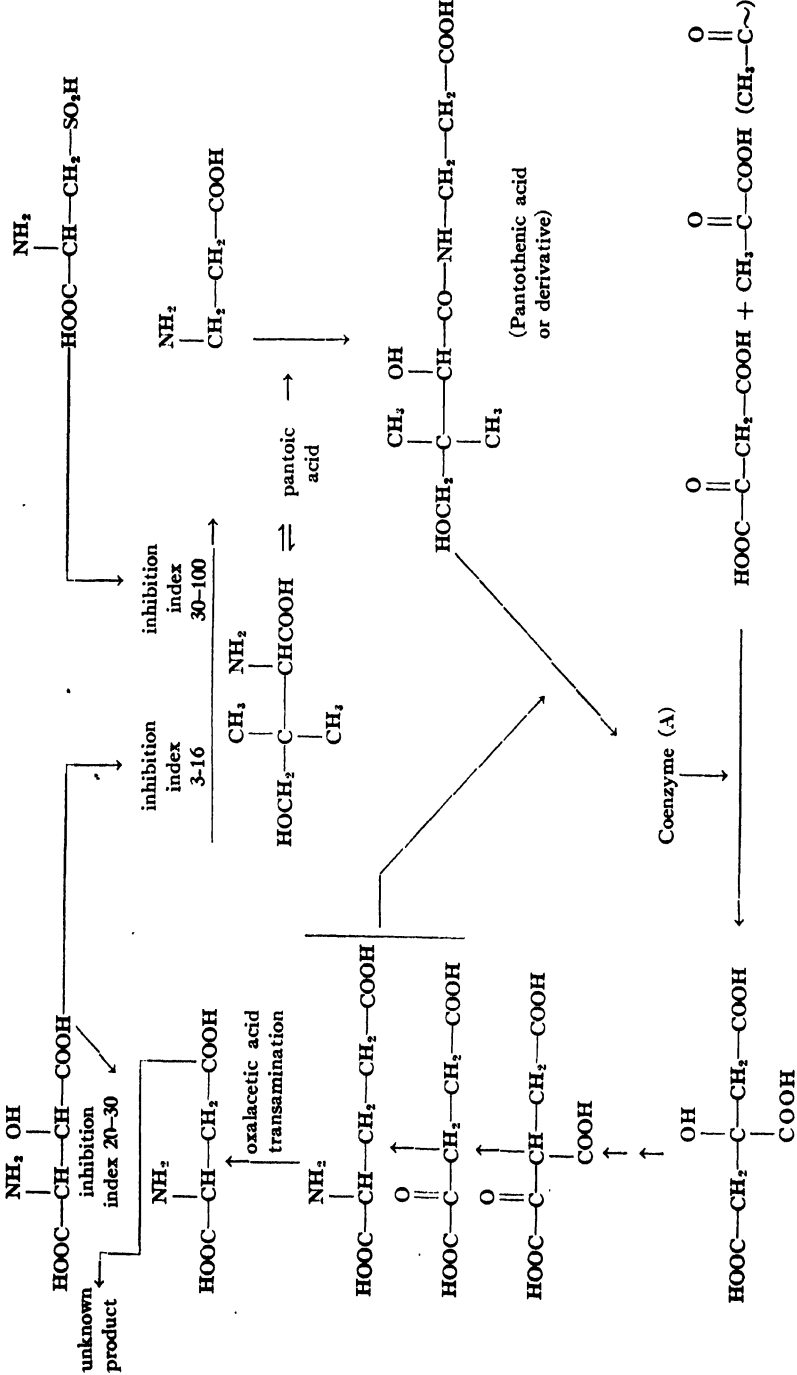 NH₂ OH
HOOC—CH—CH—COOH
inhibition
index 20–30
unknown
product
NH₂
HOOC—CH—CH₂—COOH
oxalacetic acid
transamination
NH₂
HOOC—CH—CH₂—CH₂—COOH
O
HOOC—C—CH₂—CH₂—COOH
O
HOOC—C—CH—CH₂—COOH
COOH
OH
HOOC—CH₂—C—CH₂—COOH
COOH
NH₂
HOOC—CH—CH₂—SO₂H
inhibition
index
3-16
inhibition
index
30–100
CH₃ NH₂
HOCH₂—C——CHCOOH ⇌ pantoic acid →
CH₃
NH₂
CH₂—CH₂—COOH
CH₃ OH
HOCH₂—C——CH—CO—NH—CH₂—CH₂—COOH
CH₃
(Pantothenic acid
or derivative)
Coenzyme (A)
O O O
HOOC—C—CH₂—COOH + CH₃—C—COOH (CH₃—C~)